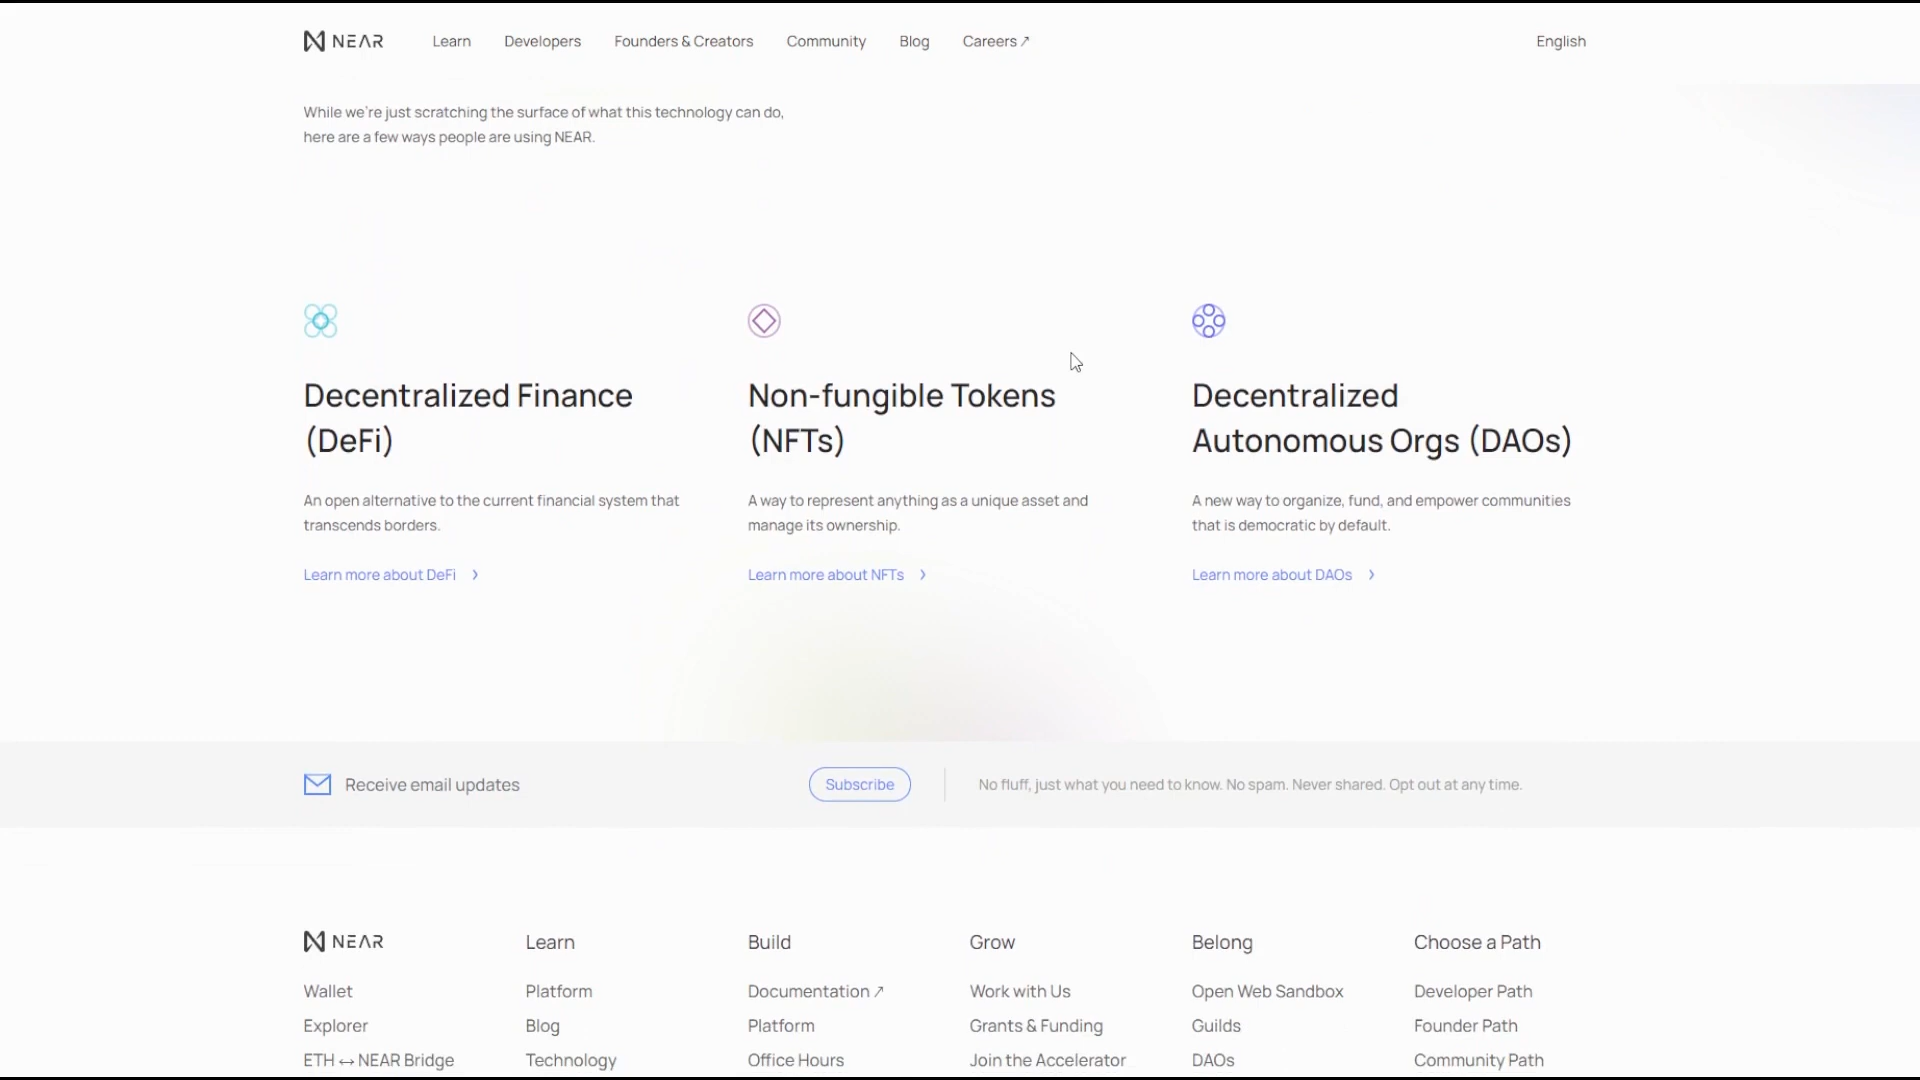 NEAR Learn Developers Founders & Creators Community Blog Careers ↗ English
While we're just scratching the surface of what this technology can do,
here are a few ways people are using NEAR.
Decentralized Finance
(DeFi)
An open alternative to the current financial system that
transcends borders.
Learn more about DeFi >
Non-fungible Tokens
(NFTs)
A way to represent anything as a unique asset and
manage its ownership.
Learn more about NFTs >
Decentralized
Autonomous Orgs (DAOs)
A new way to organize, fund, and empower communities
that is democratic by default.
Learn more about DAOs >
Receive email updates Subscribe No fluff, just what you need to know. No spam. Never shared. Opt out at any time.
NEAR
Wallet
Explorer
ETH ↔ NEAR Bridge
Learn
Platform
Blog
Technology
Build
Documentation ↗
Platform
Office Hours
Grow
Work with Us
Grants & Funding
Join the Accelerator
Belong
Open Web Sandbox
Guilds
DAOs
Choose a Path
Developer Path
Founder Path
Community Path